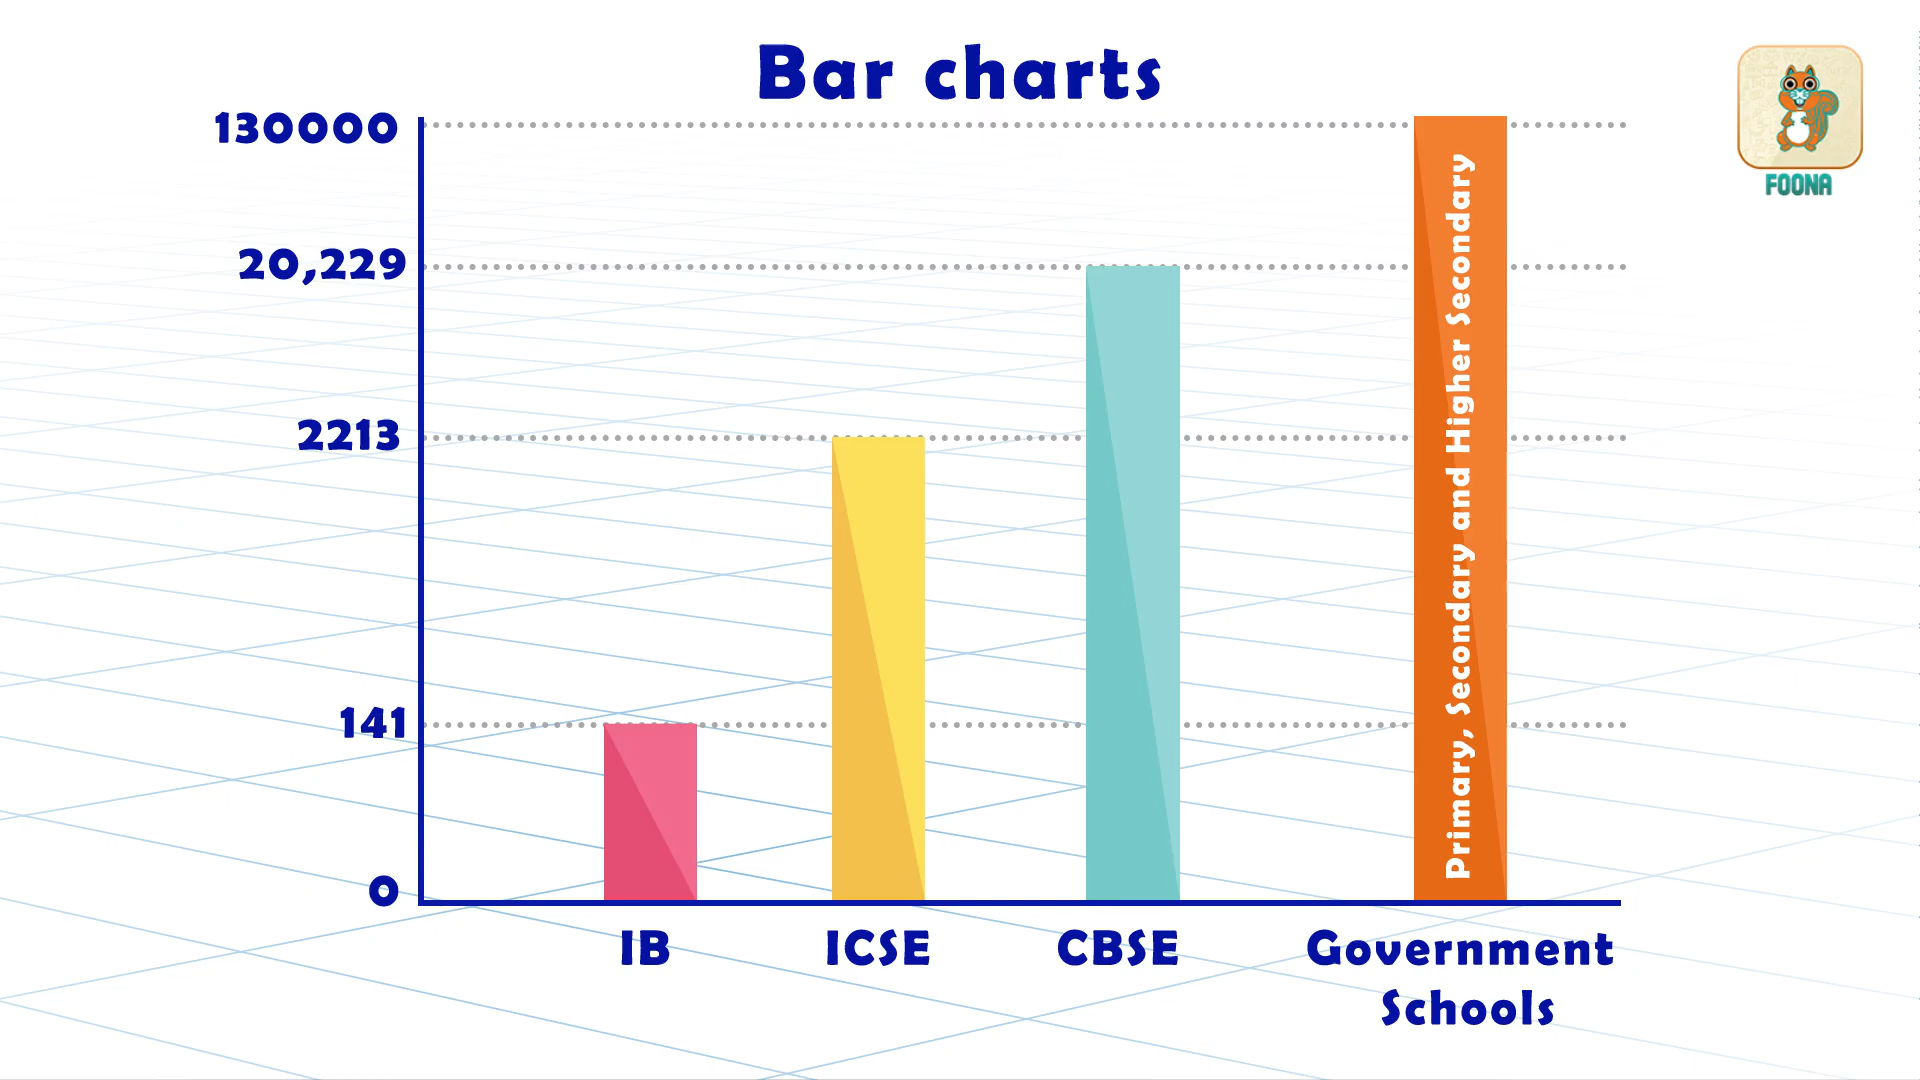 Bar charts
FOONA
130000
20,229
2213
141
0
Primary, Secondary and Higher Secondary
IB
ICSE
CBSE
Government
Schools